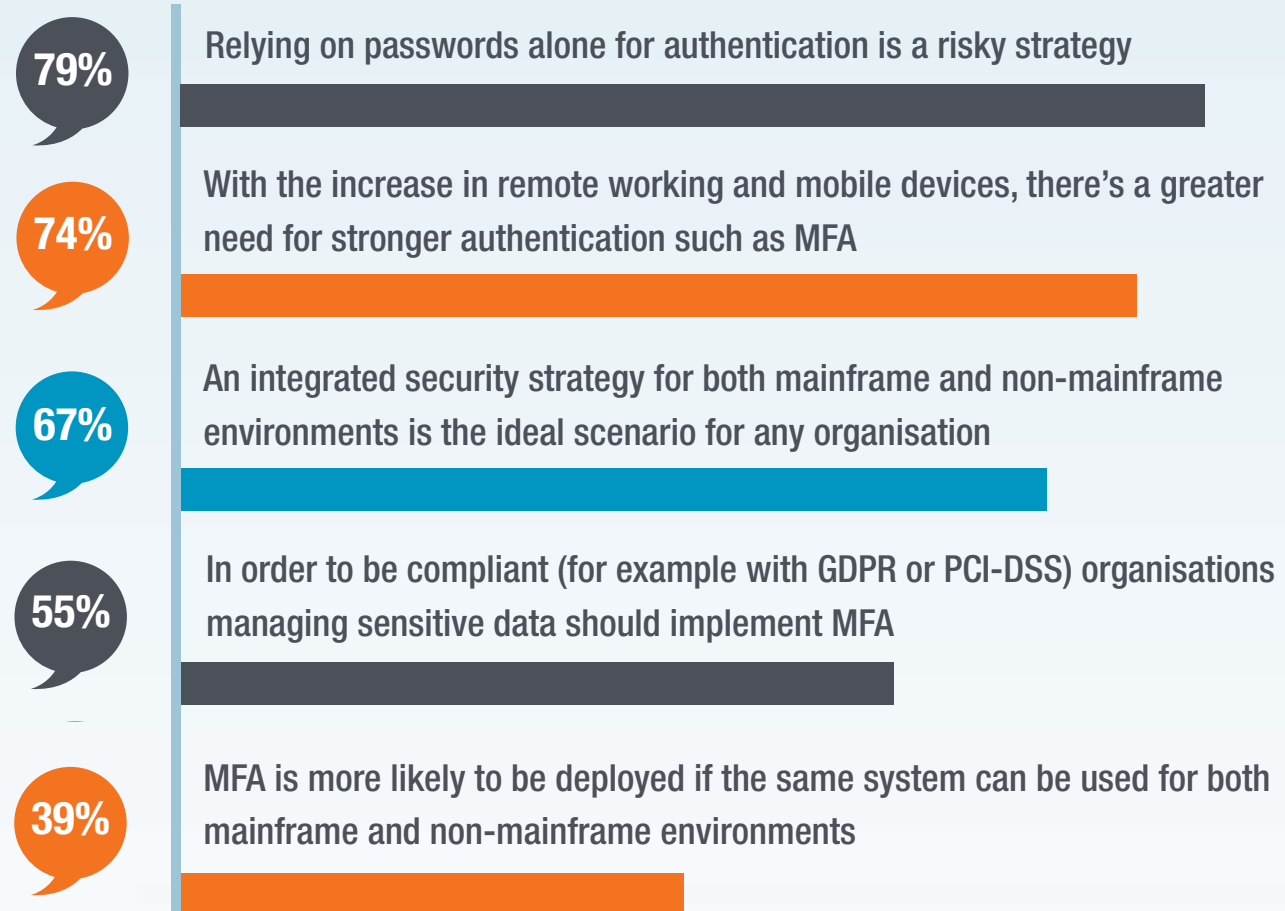 79%
Relying on passwords alone for authentication is a risky strategy
74%
With the increase in remote working and mobile devices, there’s a greater
need for stronger authentication such as MFA
67%
An integrated security strategy for both mainframe and non-mainframe
environments is the ideal scenario for any organisation
55%
In order to be compliant (for example with GDPR or PCI-DSS) organisations
managing sensitive data should implement MFA
39%
MFA is more likely to be deployed if the same system can be used for both
mainframe and non-mainframe environments